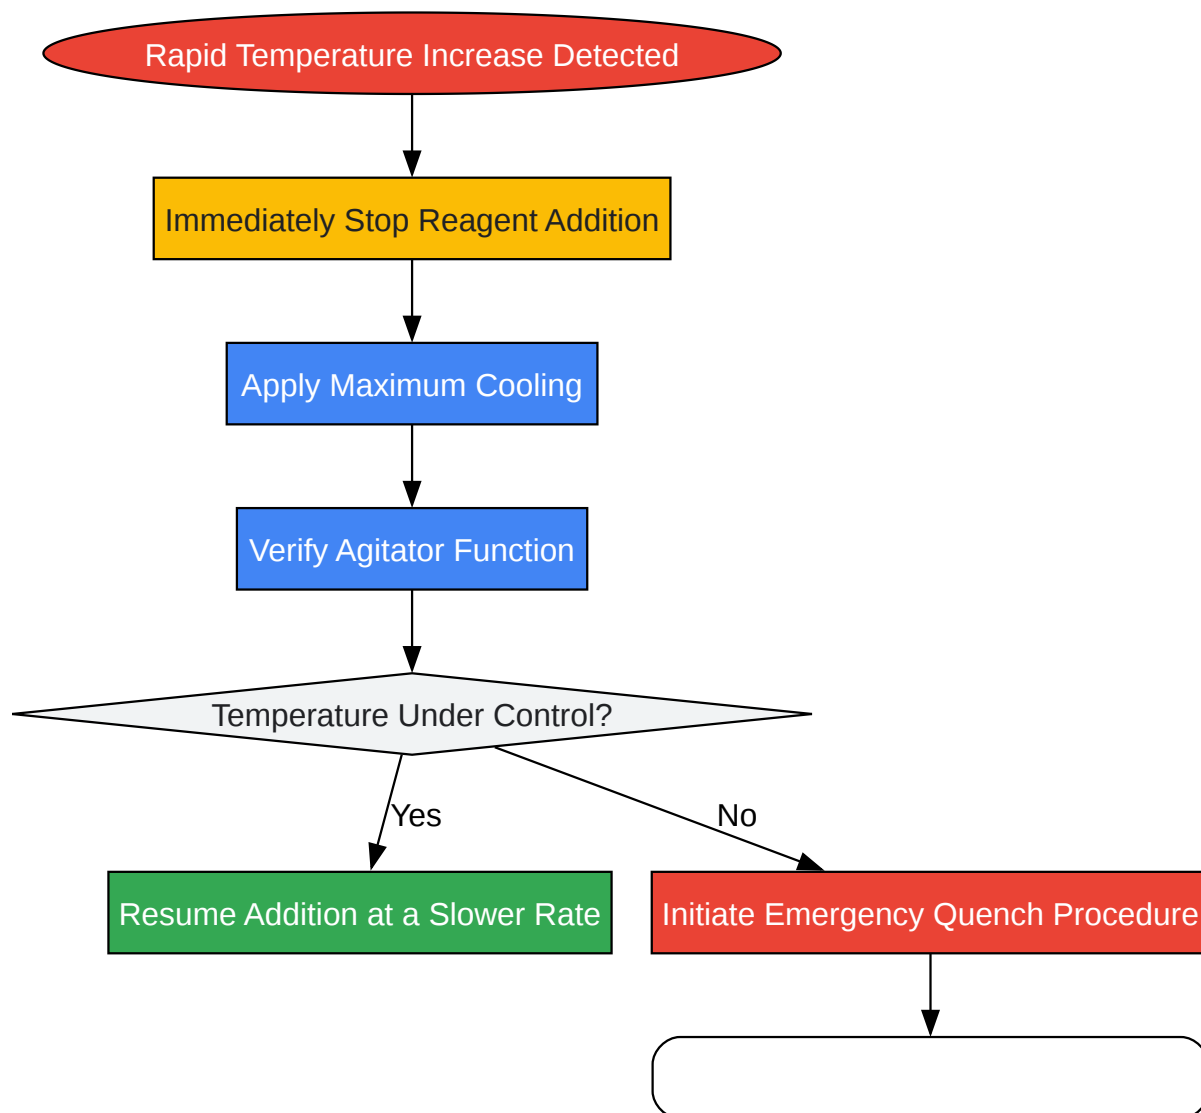 Rapid Temperature Increase Detected
Immediately Stop Reagent Addition
Apply Maximum Cooling
Verify Agitator Function
Temperature Under Control?
Yes
No
Resume Addition at a Slower Rate
Initiate Emergency Quench Procedure